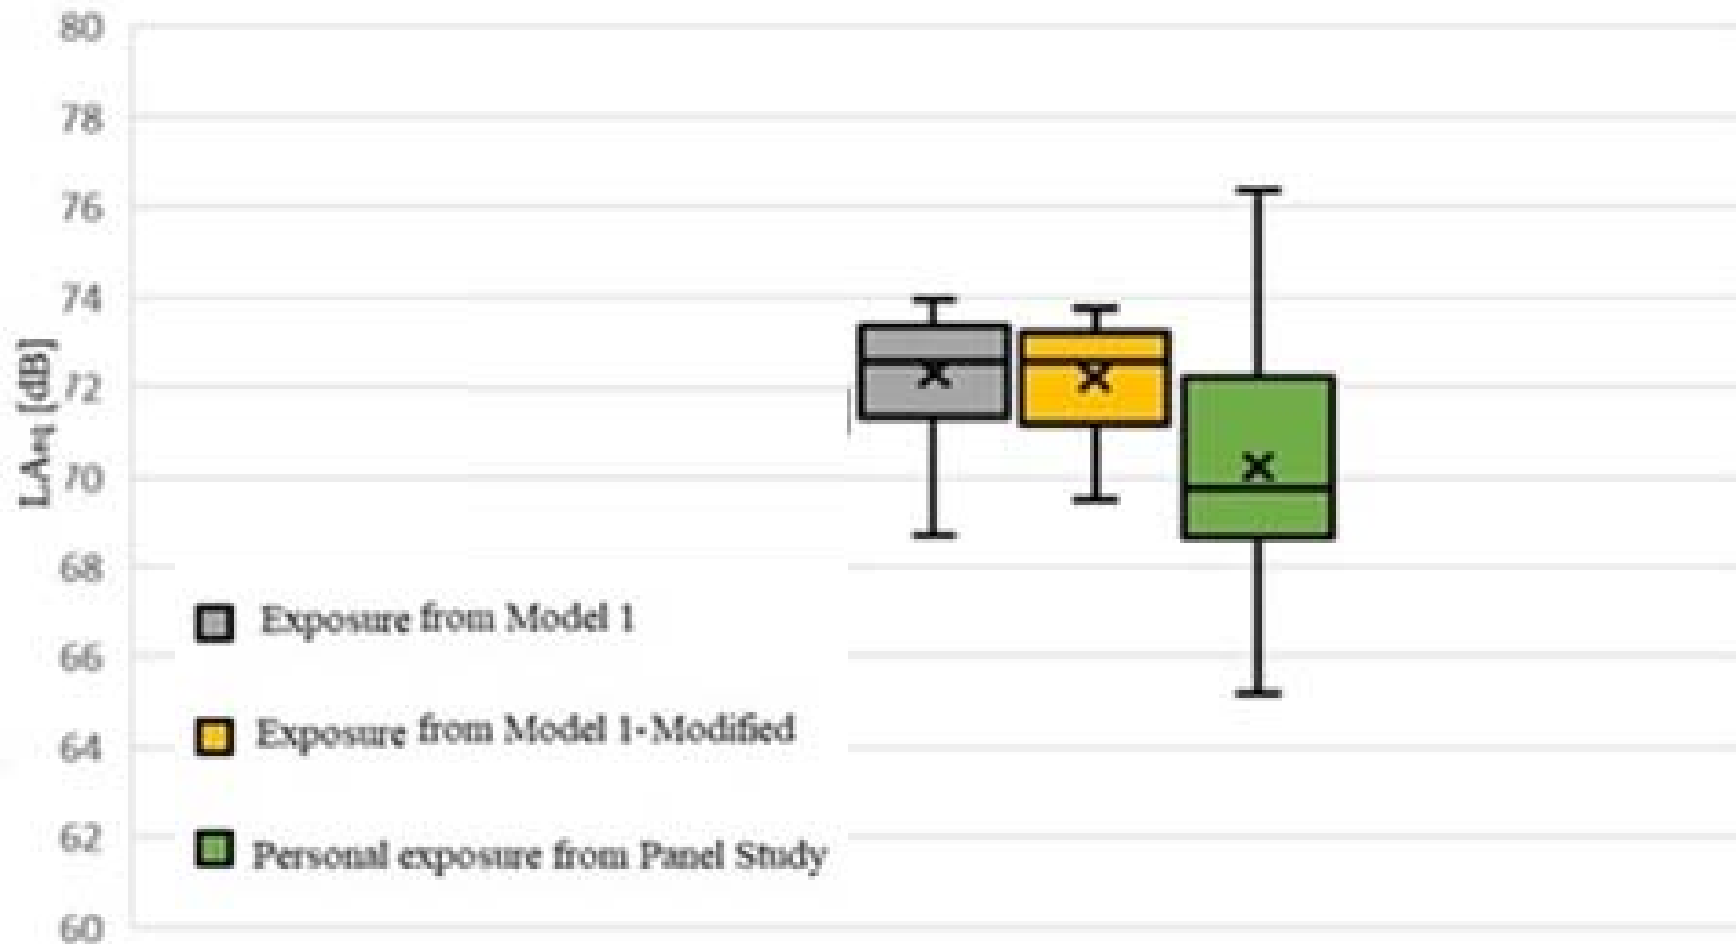 80
78
76
74
72
70
68
66
64
62
60
LAeq [dB]
Exposure from Model 1
Exposure from Model 1-Modified
Personal exposure from Panel Study